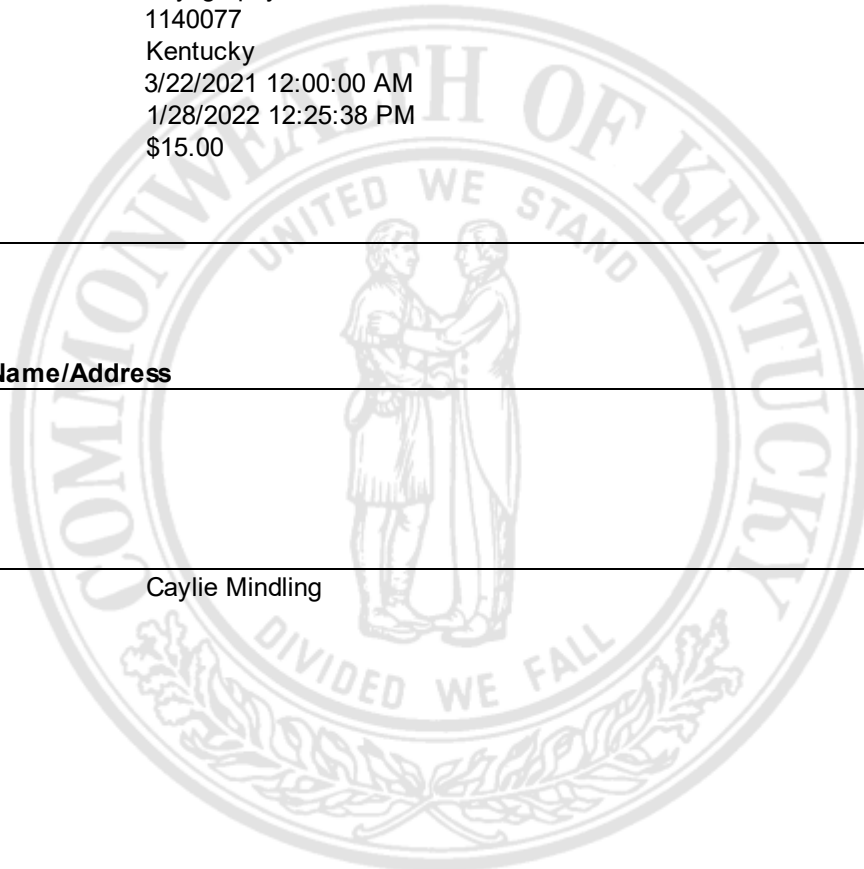 1140077
Kentucky
3/22/2021 12:00:00 AM
1/28/2022 12:25:38 PM
$15.00
COMMONWEALTH OF KENTUCKY
UNITED WE STAND
Name/Address
Caylie Mindling
DIVIDED WE FALL